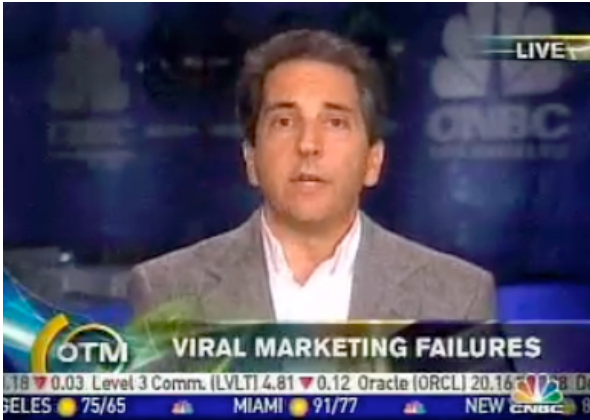 LIVE
CNBC
OTM
VIRAL MARKETING FAILURES
.18 ▼0.03 Level 3 Comm. (LVLT) 4.81 ▼0.12 Oracle (ORCL) 20.16
GELES 75/65 MIAMI 91/77 NEW
CNBC